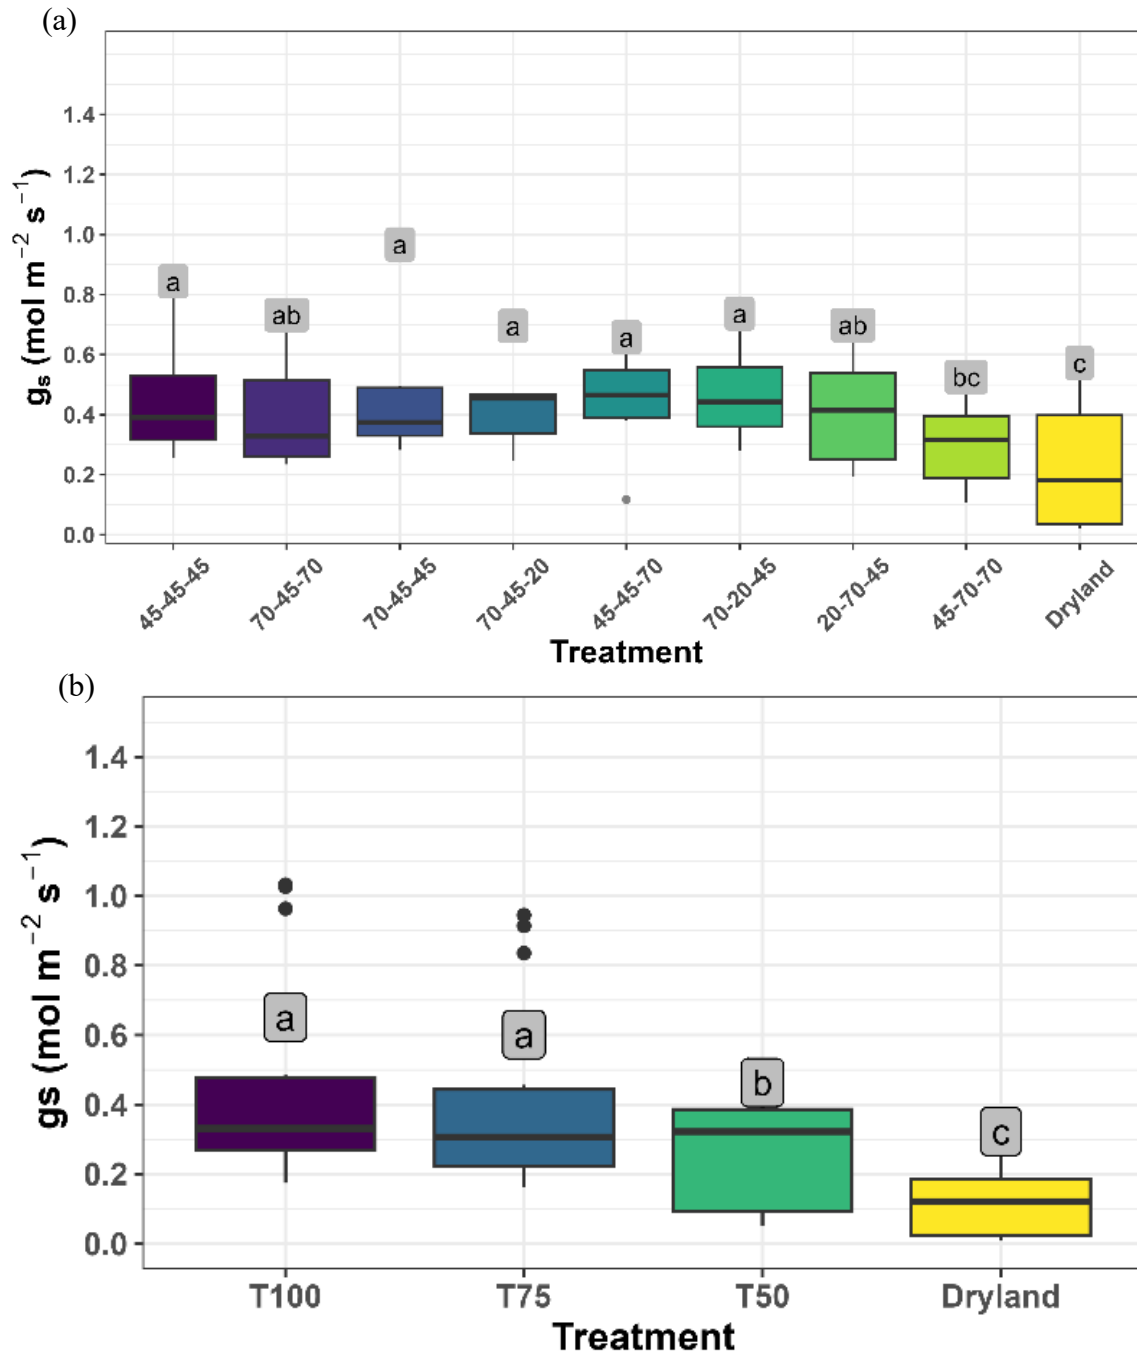 (a)
gs (mol m−2 s−1)
1.4
1.2
1.0
0.8
0.6
0.4
0.2
0.0
a
ab
a
a
a
a
ab
bc
c
45-45-45
70-45-70
70-45-45
70-45-20
45-45-70
70-20-45
20-70-45
45-70-70
Dryland
Treatment
(b)
gs (mol m−2 s−1)
1.4
1.2
1.0
0.8
0.6
0.4
0.2
0.0
a
a
b
c
T100
T75
T50
Dryland
Treatment